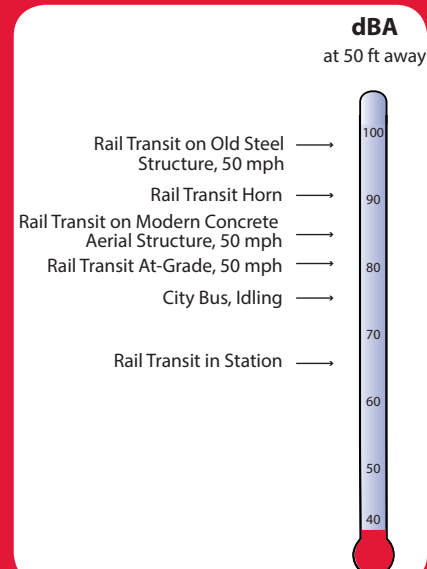 dBA
at 50 ft away
100
Rail Transit on Old Steel
Structure, 50 mph
Rail Transit Horn
90
Rail Transit on Modern Concrete
Aerial Structure, 50 mph
Rail Transit At-Grade, 50 mph
80
City Bus, Idling
70
Rail Transit in Station
60
50
40